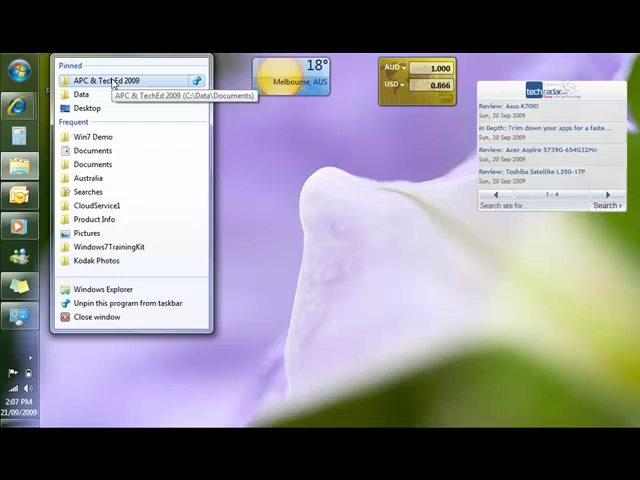 Pinned
APC & TechEd 2009
APC & TechEd 2009 (C:\Data\Documents)
Data
Desktop
Frequent
Win7 Demo
Documents
Documents
Australia
Searches
CloudService1
Product Info
Pictures
Windows7TrainingKit
Kodak Photos
Windows Explorer
Unpin this program from taskbar
Close window
18°
Melbourne, AUS
AUD
1.000
USD
0.866
techradar.
Review: Asus K70IO
Sun, 20 Sep 2009
In Depth: Trim down your apps for a faste...
Sun, 20 Sep 2009
Review: Acer Aspire 5739G-654G32Mn
Sun, 20 Sep 2009
Review: Toshiba Satellite L350-17P
Sun, 20 Sep 2009
1 - 4
Search site for...
Search
2:07 PM
21/09/2009